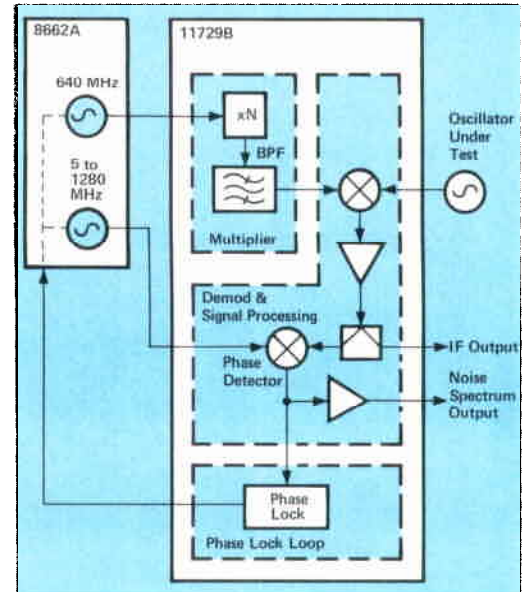 8662A
11729B
640 MHz
xN
Oscillator
Under
Test
BPF
5 to
1280
MHz
Multiplier
Demod &
Signal Processing
Phase
Detector
IF Output
Noise
Spectrum
Output
Phase
Lock
Phase Lock Loop